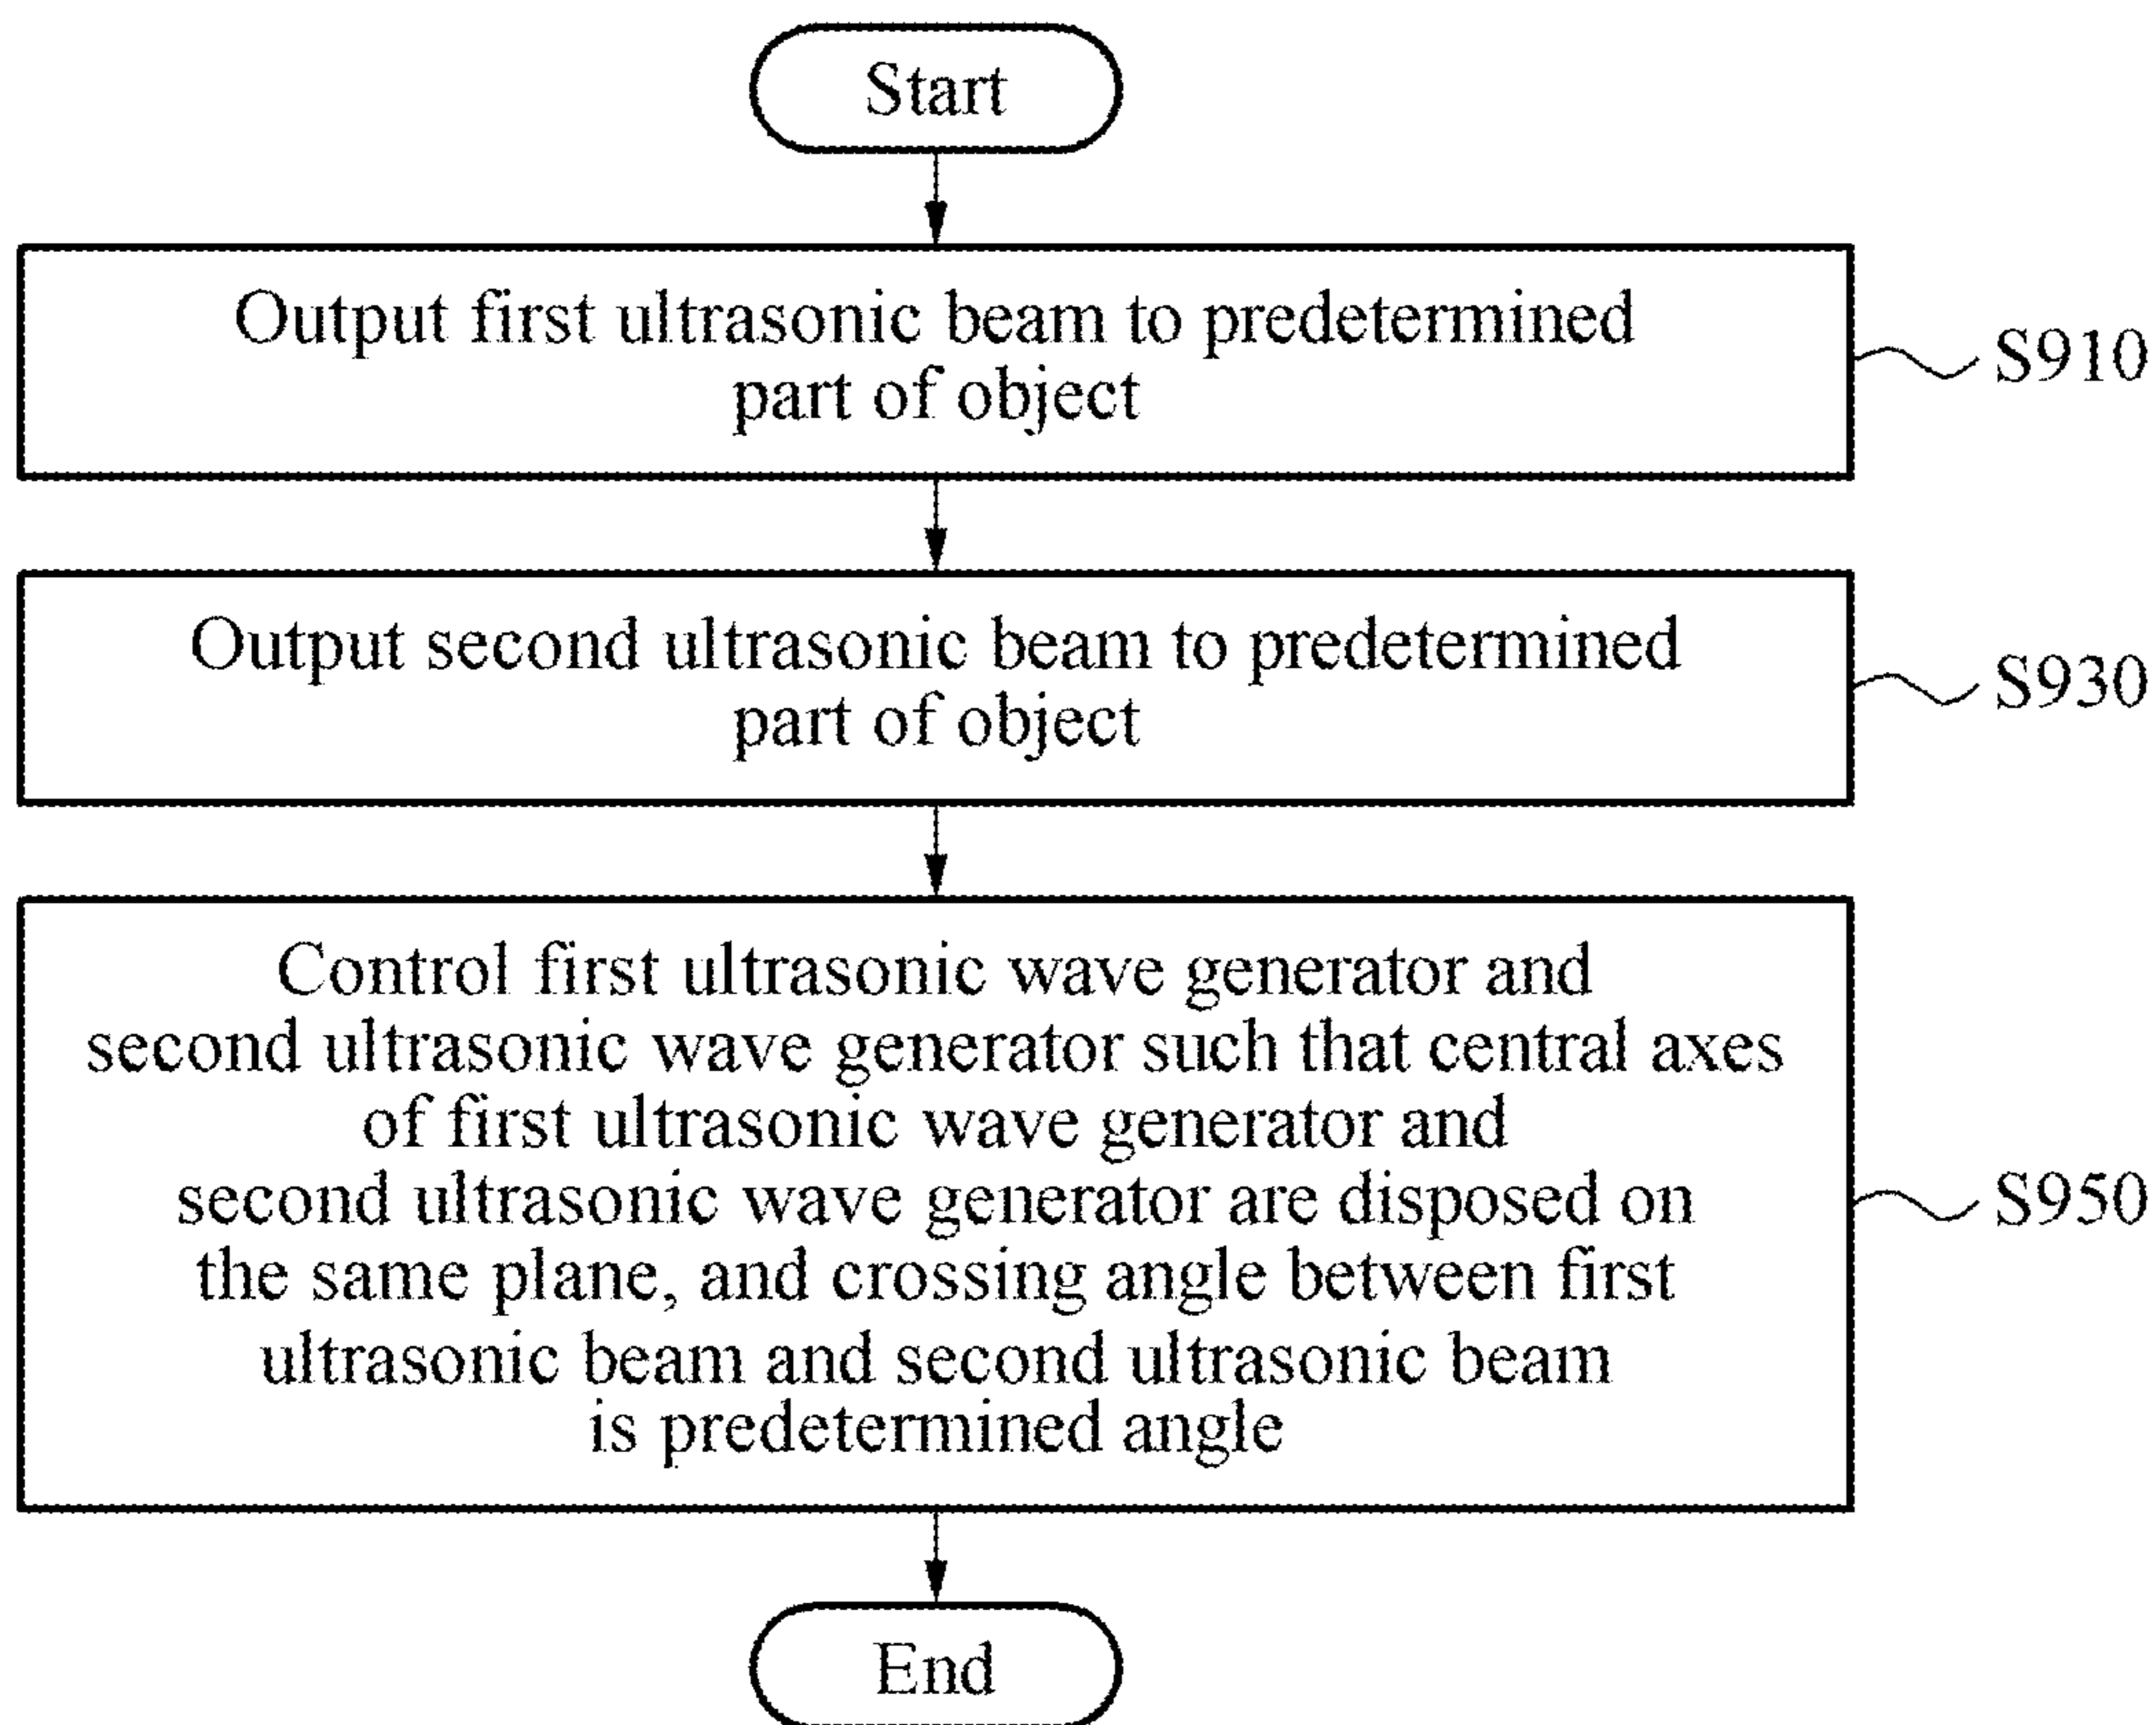 Start
Output first ultrasonic beam to predetermined
part of object
S910
Output second ultrasonic beam to predetermined
part of object
S930
Control first ultrasonic wave generator and
second ultrasonic wave generator such that central axes
of first ultrasonic wave generator and
second ultrasonic wave generator are disposed on
the same plane, and crossing angle between first
ultrasonic beam and second ultrasonic beam
is predetermined angle
S950
End